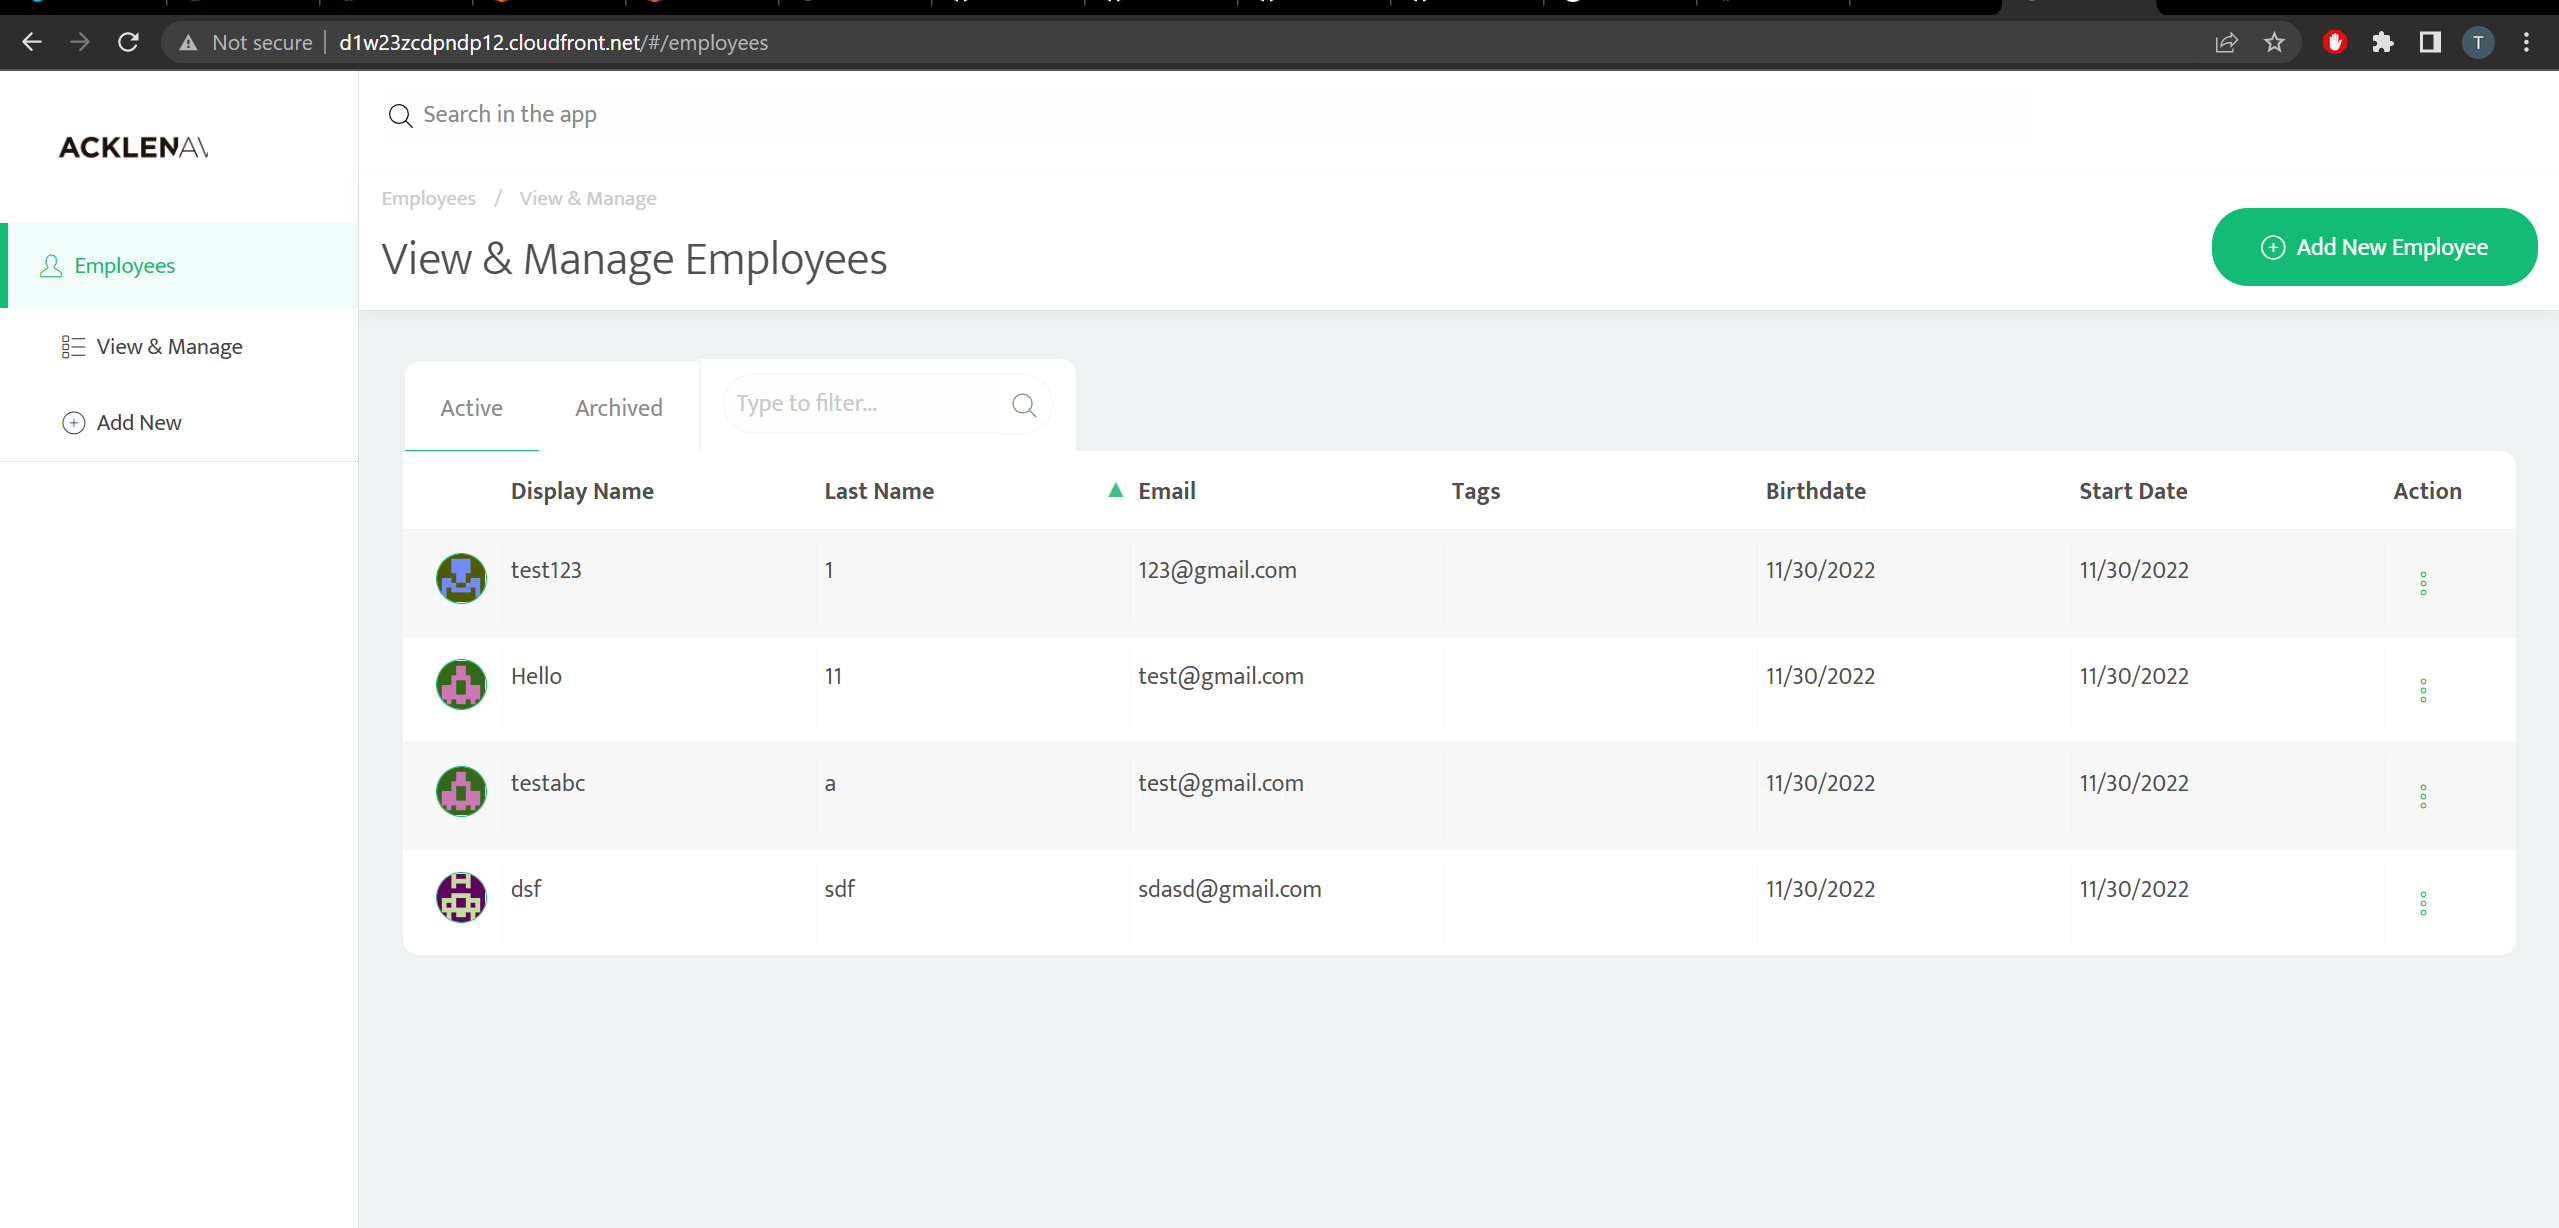 Not secure d1w23zcdpndp12.cloudfront.net/#/employees T
ACKLENAV
Search in the app
Employees / View & Manage
View & Manage Employees
Add New Employee
Employees
View & Manage
Add New
Active Archived Type to filter...
Display Name Last Name Email Tags Birthdate Start Date Action
test123 1 123@gmail.com 11/30/2022 11/30/2022
Hello 11 test@gmail.com 11/30/2022 11/30/2022
testabc a test@gmail.com 11/30/2022 11/30/2022
dsf sdf sdasd@gmail.com 11/30/2022 11/30/2022